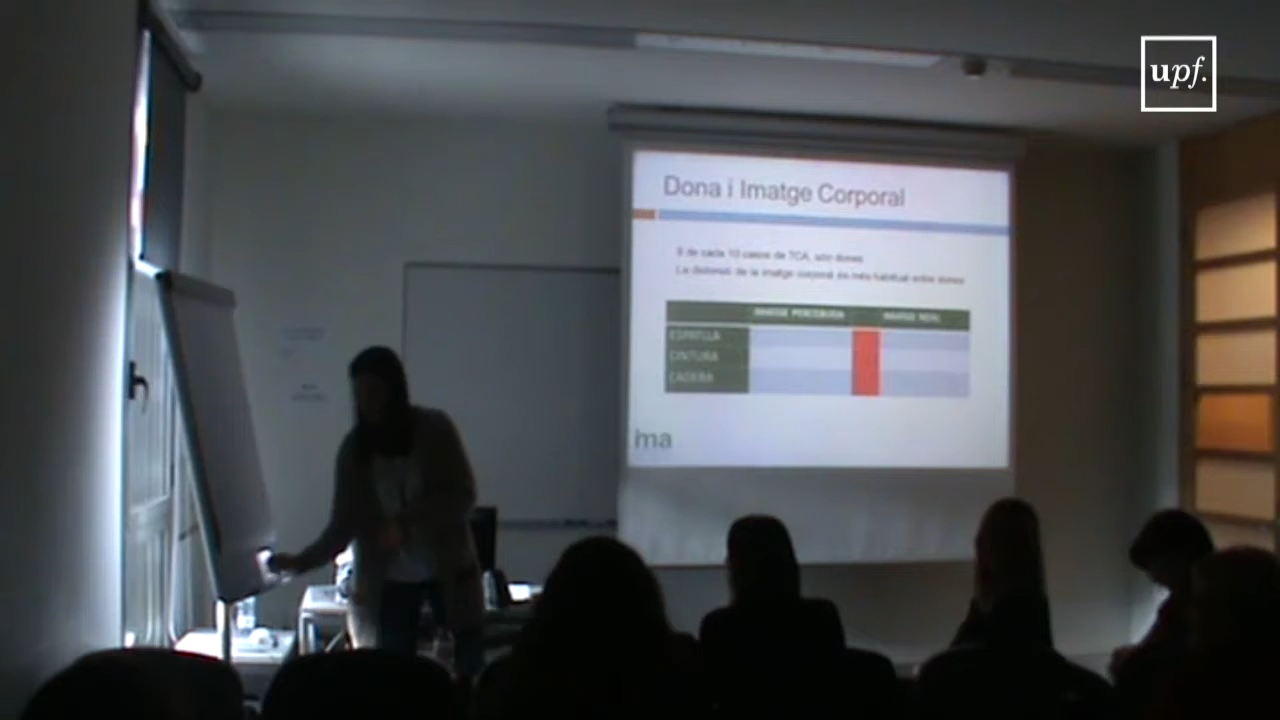 upf.
Dona i Imatge Corporal
de cada 10 casos de TCA, són dones
La distorsió de la imatge corporal és més habitual entre dones
IMATGE PERCEBUDA IMATGE REAL
ESPATLLA
CINTURA
CADERA
ima